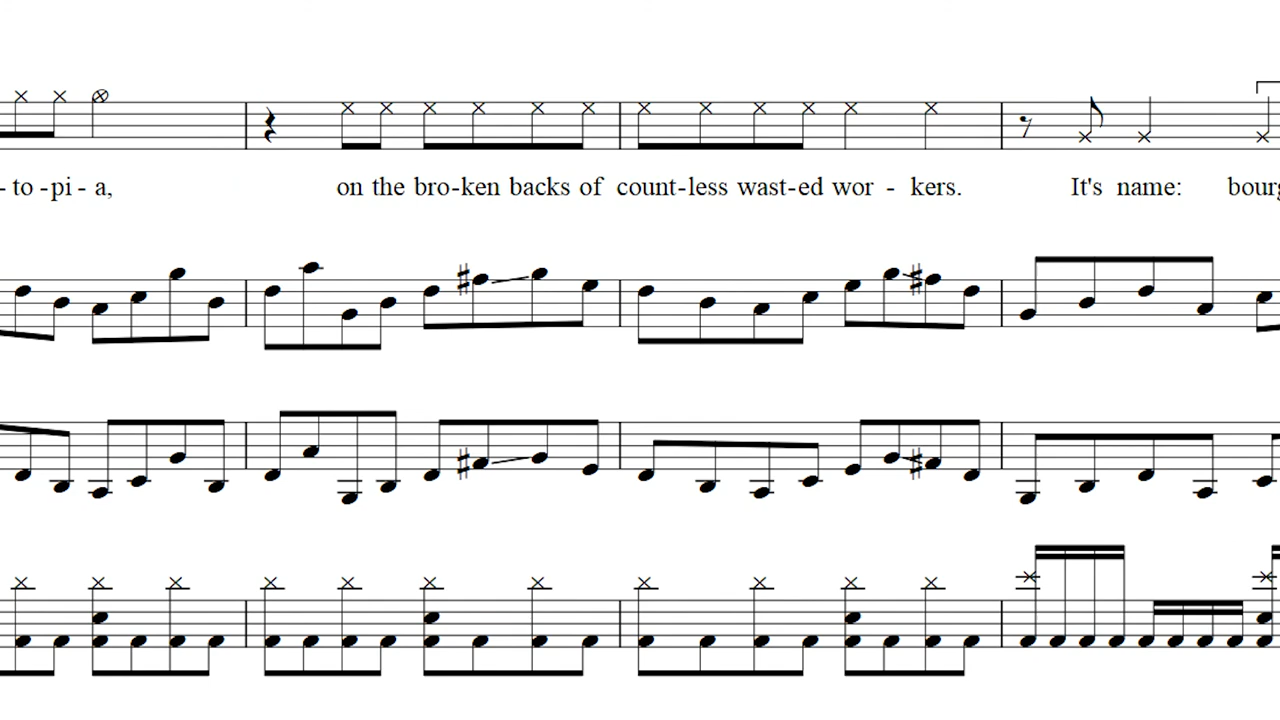 - to - pi - a, on the bro-ken backs of count-less wast-ed wor - kers. It's name: